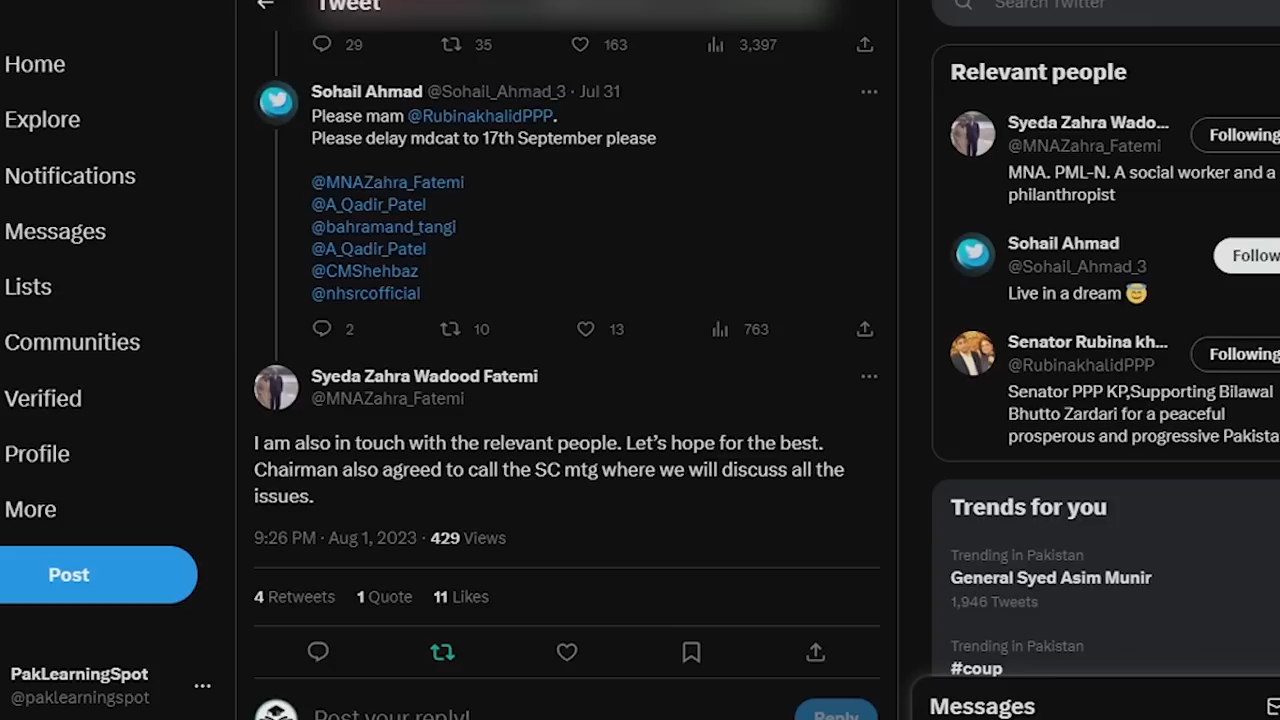 Tweet
Search Twitter
29 35 163 3,397
Home
Explore
Notifications
Messages
Lists
Communities
Verified
Profile
More
Post
PakLearningSpot
@paklearningspot
Sohail Ahmad @Sohail_Ahmad_3 · Jul 31
Please mam @RubinakhalidPPP.
Please delay mdcat to 17th September please
@MNAZahra_Fatemi
@A_Qadir_Patel
@bahramand_tangi
@A_Qadir_Patel
@CMShehbaz
@nhsrcofficial
2 10 13 763
Syeda Zahra Wadood Fatemi
@MNAZahra_Fatemi
I am also in touch with the relevant people. Let’s hope for the best.
Chairman also agreed to call the SC mtg where we will discuss all the
issues.
9:26 PM · Aug 1, 2023 · 429 Views
4 Retweets 1 Quote 11 Likes
Post your reply!
Reply
Relevant people
Syeda Zahra Wado...
@MNAZahra_Fatemi
Following
MNA. PML-N. A social worker and a
philanthropist
Sohail Ahmad
@Sohail_Ahmad_3
Follow
Live in a dream 😇
Senator Rubina kh...
@RubinakhalidPPP
Following
Senator PPP KP,Supporting Bilawal
Bhutto Zardari for a peaceful
prosperous and progressive Pakista
Trends for you
Trending in Pakistan
General Syed Asim Munir
1,946 Tweets
Trending in Pakistan
#coup
Messages